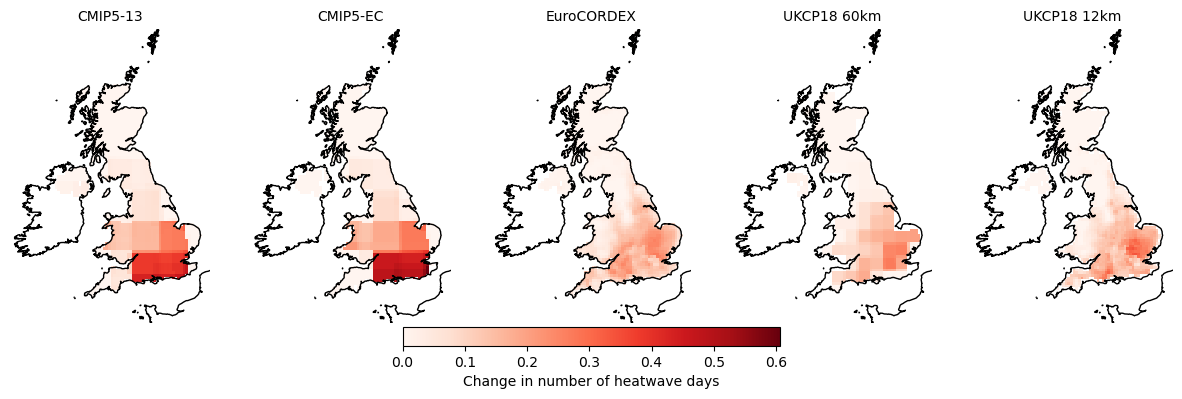 CMIP5-13 CMIP5-EC EuroCORDEX UKCP18 60km UKCP18 12km
0.0 0.1 0.2 0.3 0.4 0.5 0.6
Change in number of heatwave days